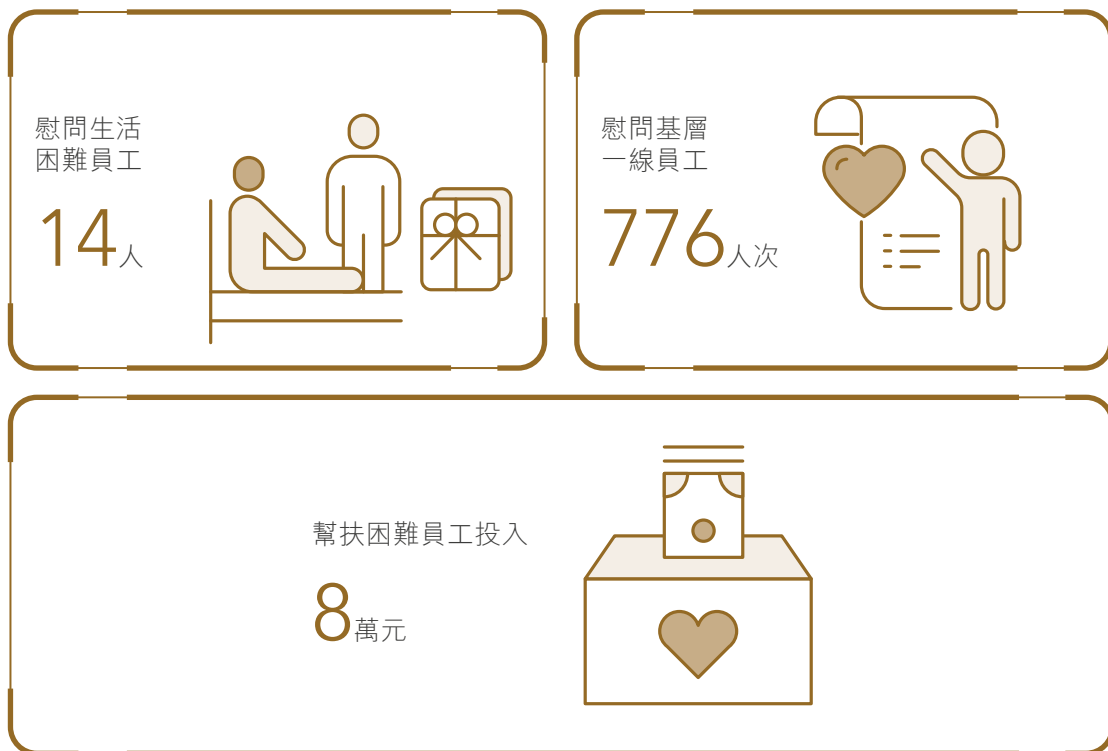 慰問生活
困難員工
14人
慰問基層
一線員工
776人次
幫扶困難員工投入
8萬元